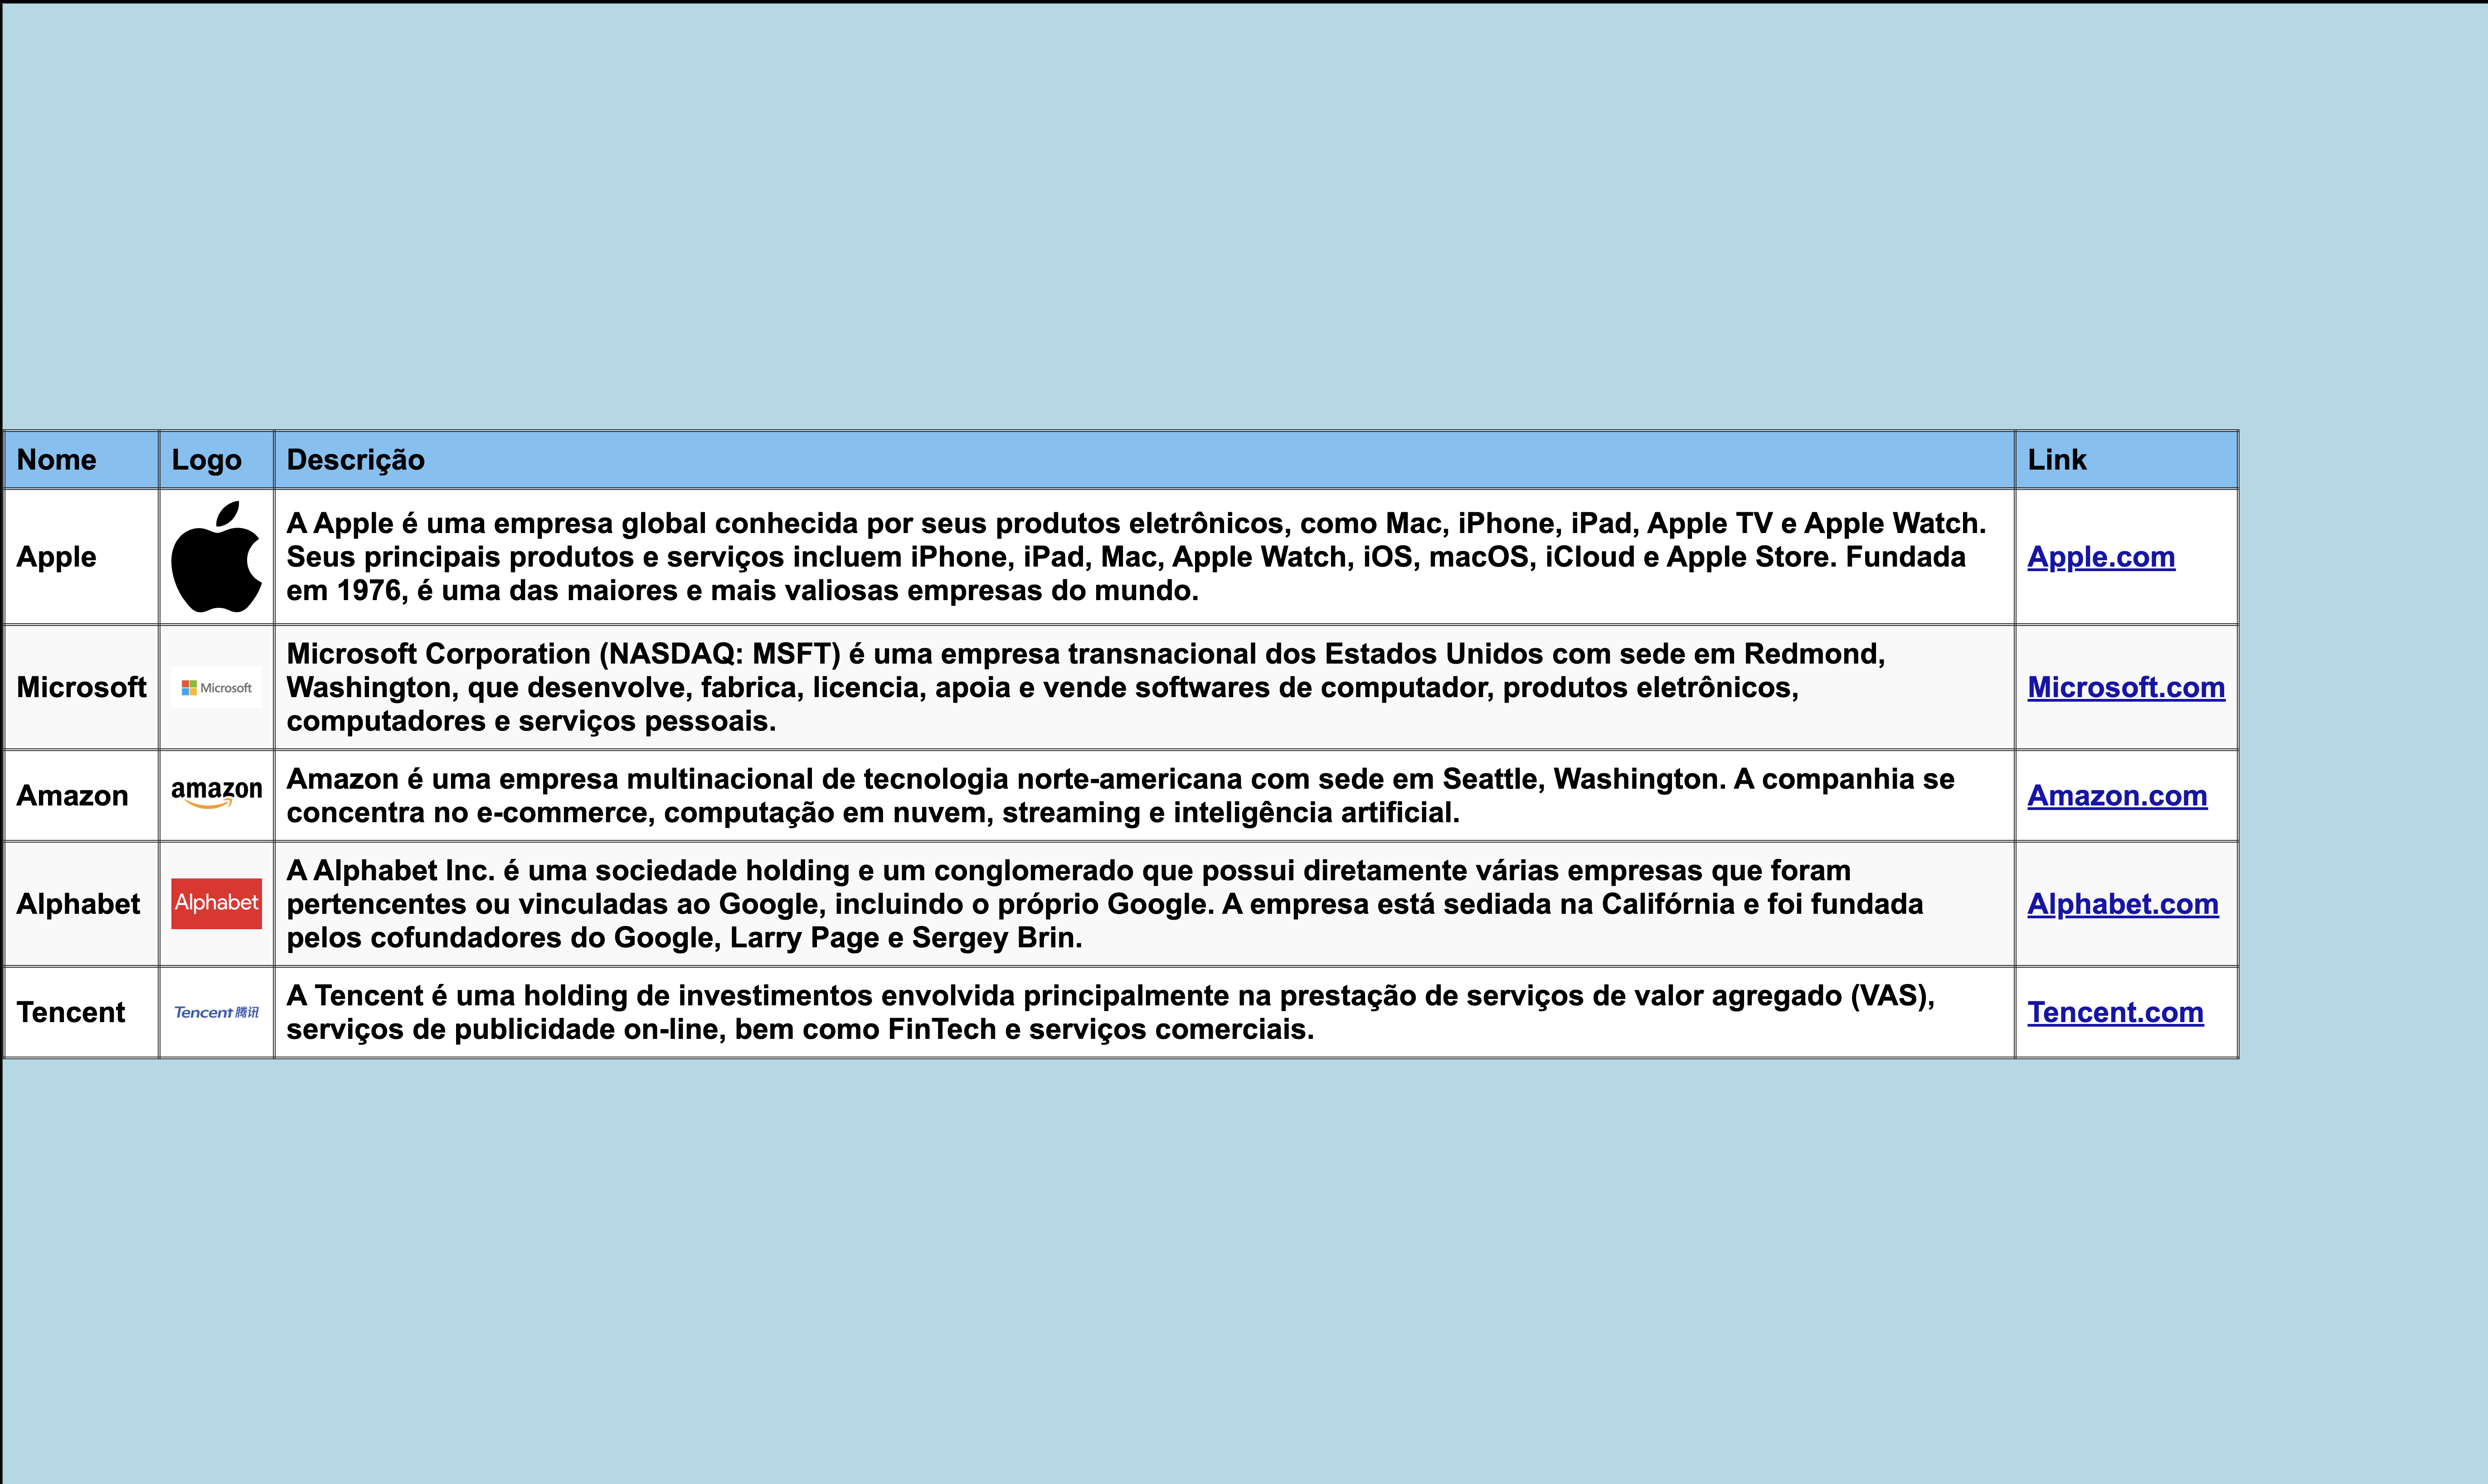 Nome Logo Descrição Link
Apple
A Apple é uma empresa global conhecida por seus produtos eletrônicos, como Mac, iPhone, iPad, Apple TV e Apple Watch.
Seus principais produtos e serviços incluem iPhone, iPad, Mac, Apple Watch, iOS, macOS, iCloud e Apple Store. Fundada
em 1976, é uma das maiores e mais valiosas empresas do mundo.
Apple.com
Microsoft
Microsoft
Microsoft Corporation (NASDAQ: MSFT) é uma empresa transnacional dos Estados Unidos com sede em Redmond,
Washington, que desenvolve, fabrica, licencia, apoia e vende softwares de computador, produtos eletrônicos,
computadores e serviços pessoais.
Microsoft.com
Amazon
amazon
Amazon é uma empresa multinacional de tecnologia norte-americana com sede em Seattle, Washington. A companhia se
concentra no e-commerce, computação em nuvem, streaming e inteligência artificial.
Amazon.com
Alphabet
Alphabet
A Alphabet Inc. é uma sociedade holding e um conglomerado que possui diretamente várias empresas que foram
pertencentes ou vinculadas ao Google, incluindo o próprio Google. A empresa está sediada na Califórnia e foi fundada
pelos cofundadores do Google, Larry Page e Sergey Brin.
Alphabet.com
Tencent
Tencent 腾讯
A Tencent é uma holding de investimentos envolvida principalmente na prestação de serviços de valor agregado (VAS),
serviços de publicidade on-line, bem como FinTech e serviços comerciais.
Tencent.com